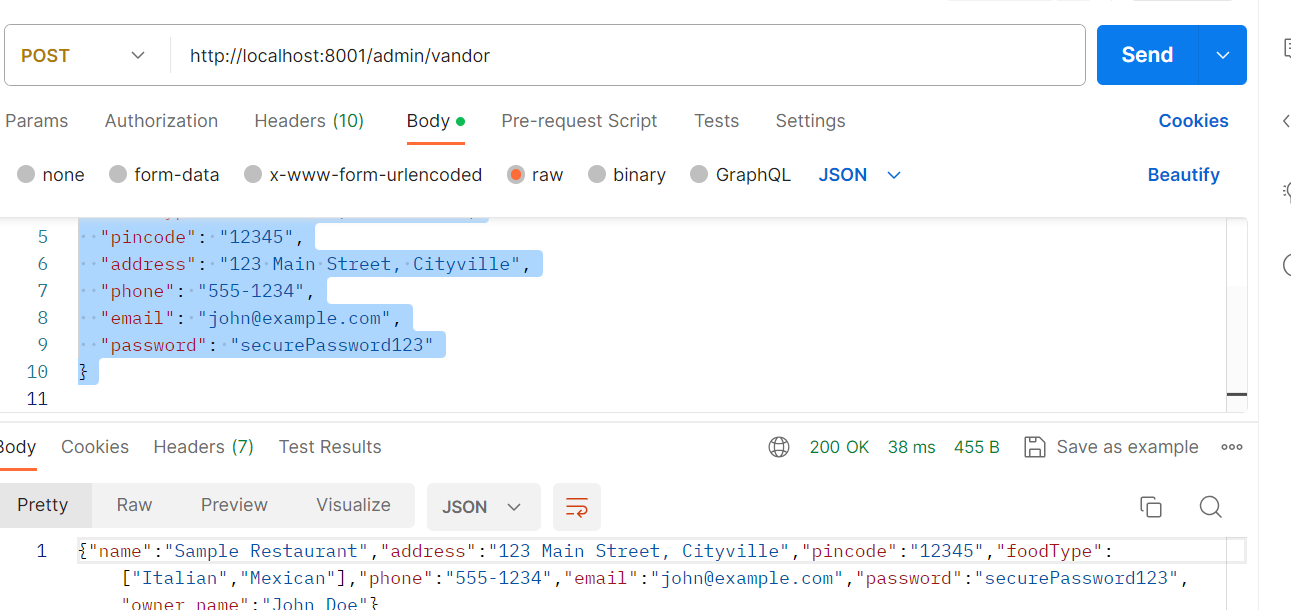 POST http://localhost:8001/admin/vandor Send
Params Authorization Headers (10) Body Pre-request Script Tests Settings Cookies
none form-data x-www-form-urlencoded raw binary GraphQL JSON Beautify
5 "pincode": "12345",
6 "address": "123 Main Street, Cityville",
7 "phone": "555-1234",
8 "email": "john@example.com",
9 "password": "securePassword123"
10 }
11
Body Cookies Headers (7) Test Results 200 OK 38 ms 455 B Save as example
Pretty Raw Preview Visualize JSON
1 {"name":"Sample Restaurant","address":"123 Main Street, Cityville","pincode":"12345","foodType":
["Italian","Mexican"],"phone":"555-1234","email":"john@example.com","password":"securePassword123",
"owner_name":"John Doe"}